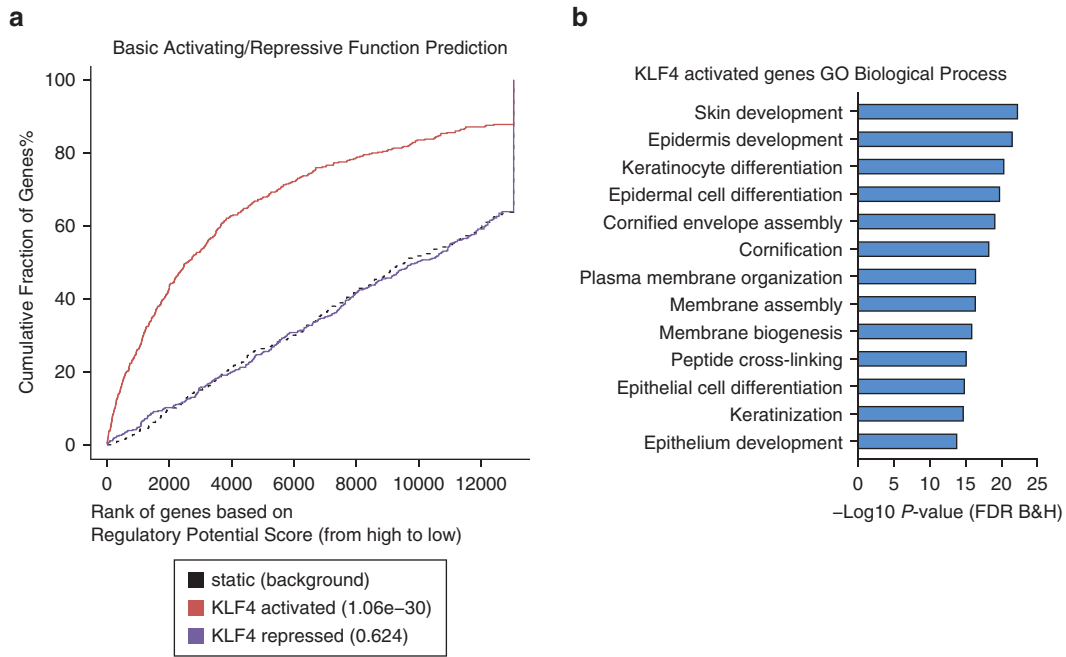 a
Basic Activating/Repressive Function Prediction
Cumulative Fraction of Genes%
100
80
60
40
20
0
0 2000 4000 6000 8000 10000 12000
Rank of genes based on
Regulatory Potential Score (from high to low)
static (background)
KLF4 activated (1.06e−30)
KLF4 repressed (0.624)
b
KLF4 activated genes GO Biological Process
Skin development
Epidermis development
Keratinocyte differentiation
Epidermal cell differentiation
Cornified envelope assembly
Cornification
Plasma membrane organization
Membrane assembly
Membrane biogenesis
Peptide cross-linking
Epithelial cell differentiation
Keratinization
Epithelium development
0 5 10 15 20 25
−Log10 P-value (FDR B&H)